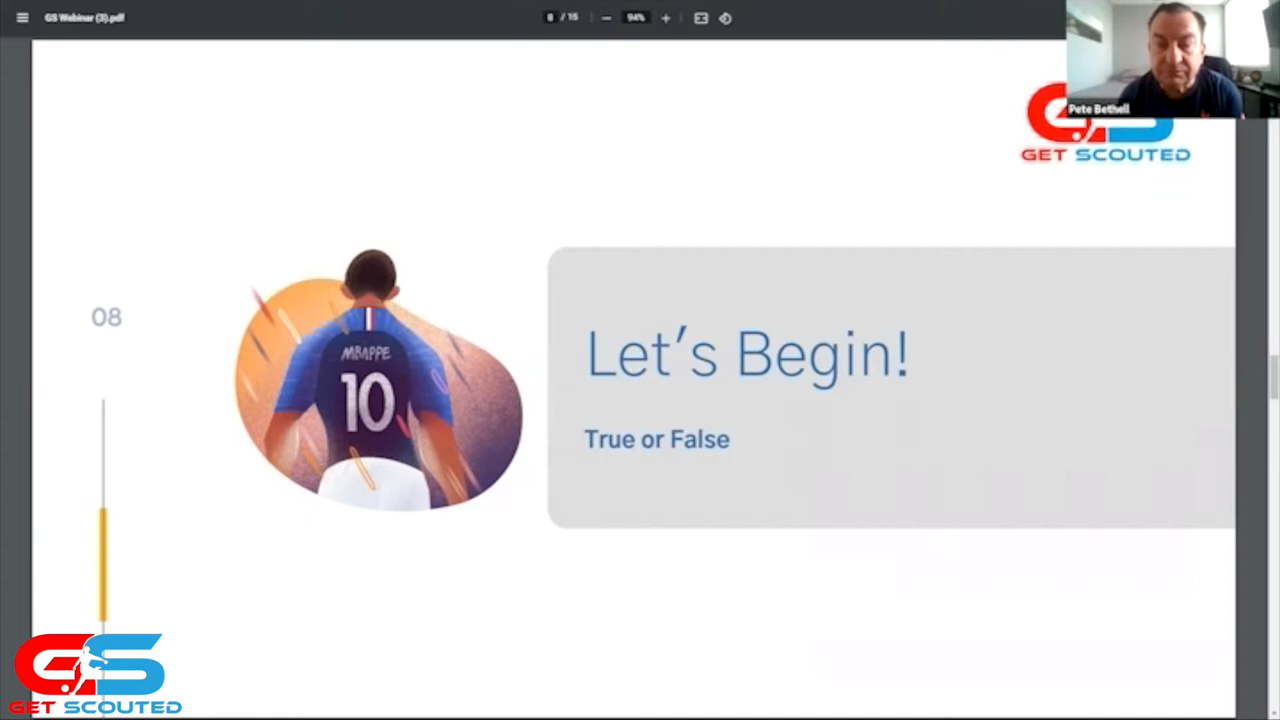 GS Webinar (3).pdf
8 / 15
94%
Pete Bethell
GET SCOUTED
08
MBAPPE
10
Let's Begin!
True or False
GS
GET SCOUTED